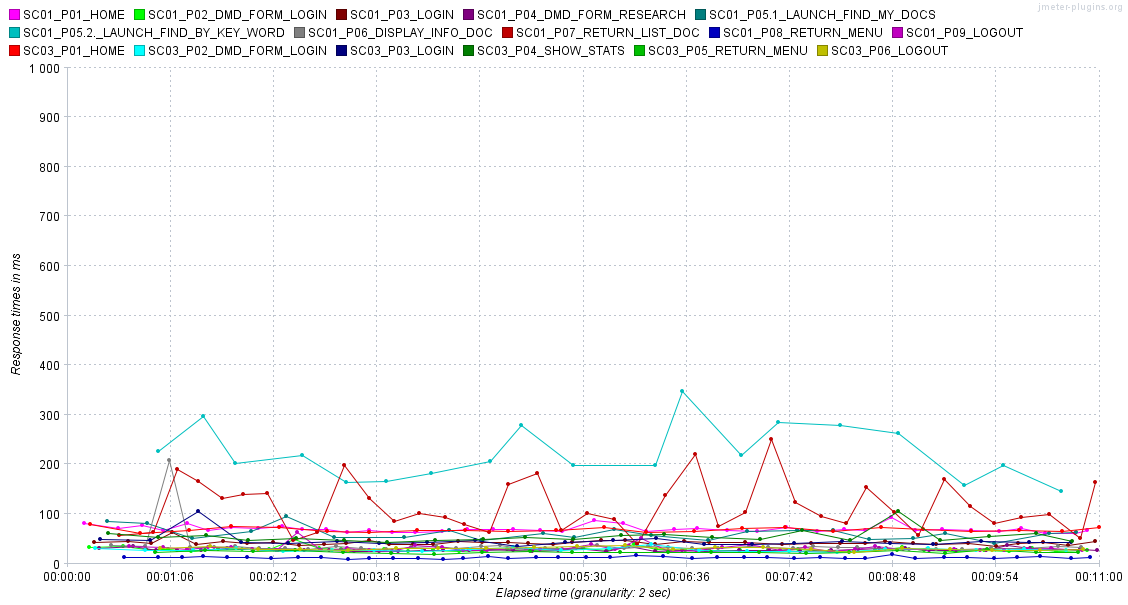 jmeter-plugins.org
SC01_P01_HOME SC01_P02_DMD_FORM_LOGIN SC01_P03_LOGIN SC01_P04_DMD_FORM_RESEARCH SC01_P05.1_LAUNCH_FIND_MY_DOCS
SC01_P05.2._LAUNCH_FIND_BY_KEY_WORD SC01_P06_DISPLAY_INFO_DOC SC01_P07_RETURN_LIST_DOC SC01_P08_RETURN_MENU SC01_P09_LOGOUT
SC03_P01_HOME SC03_P02_DMD_FORM_LOGIN SC03_P03_LOGIN SC03_P04_SHOW_STATS SC03_P05_RETURN_MENU SC03_P06_LOGOUT
1 000
900
800
700
600
500
400
300
200
100
0
Response times in ms
00:00:00 00:01:06 00:02:12 00:03:18 00:04:24 00:05:30 00:06:36 00:07:42 00:08:48 00:09:54 00:11:00
Elapsed time (granularity: 2 sec)